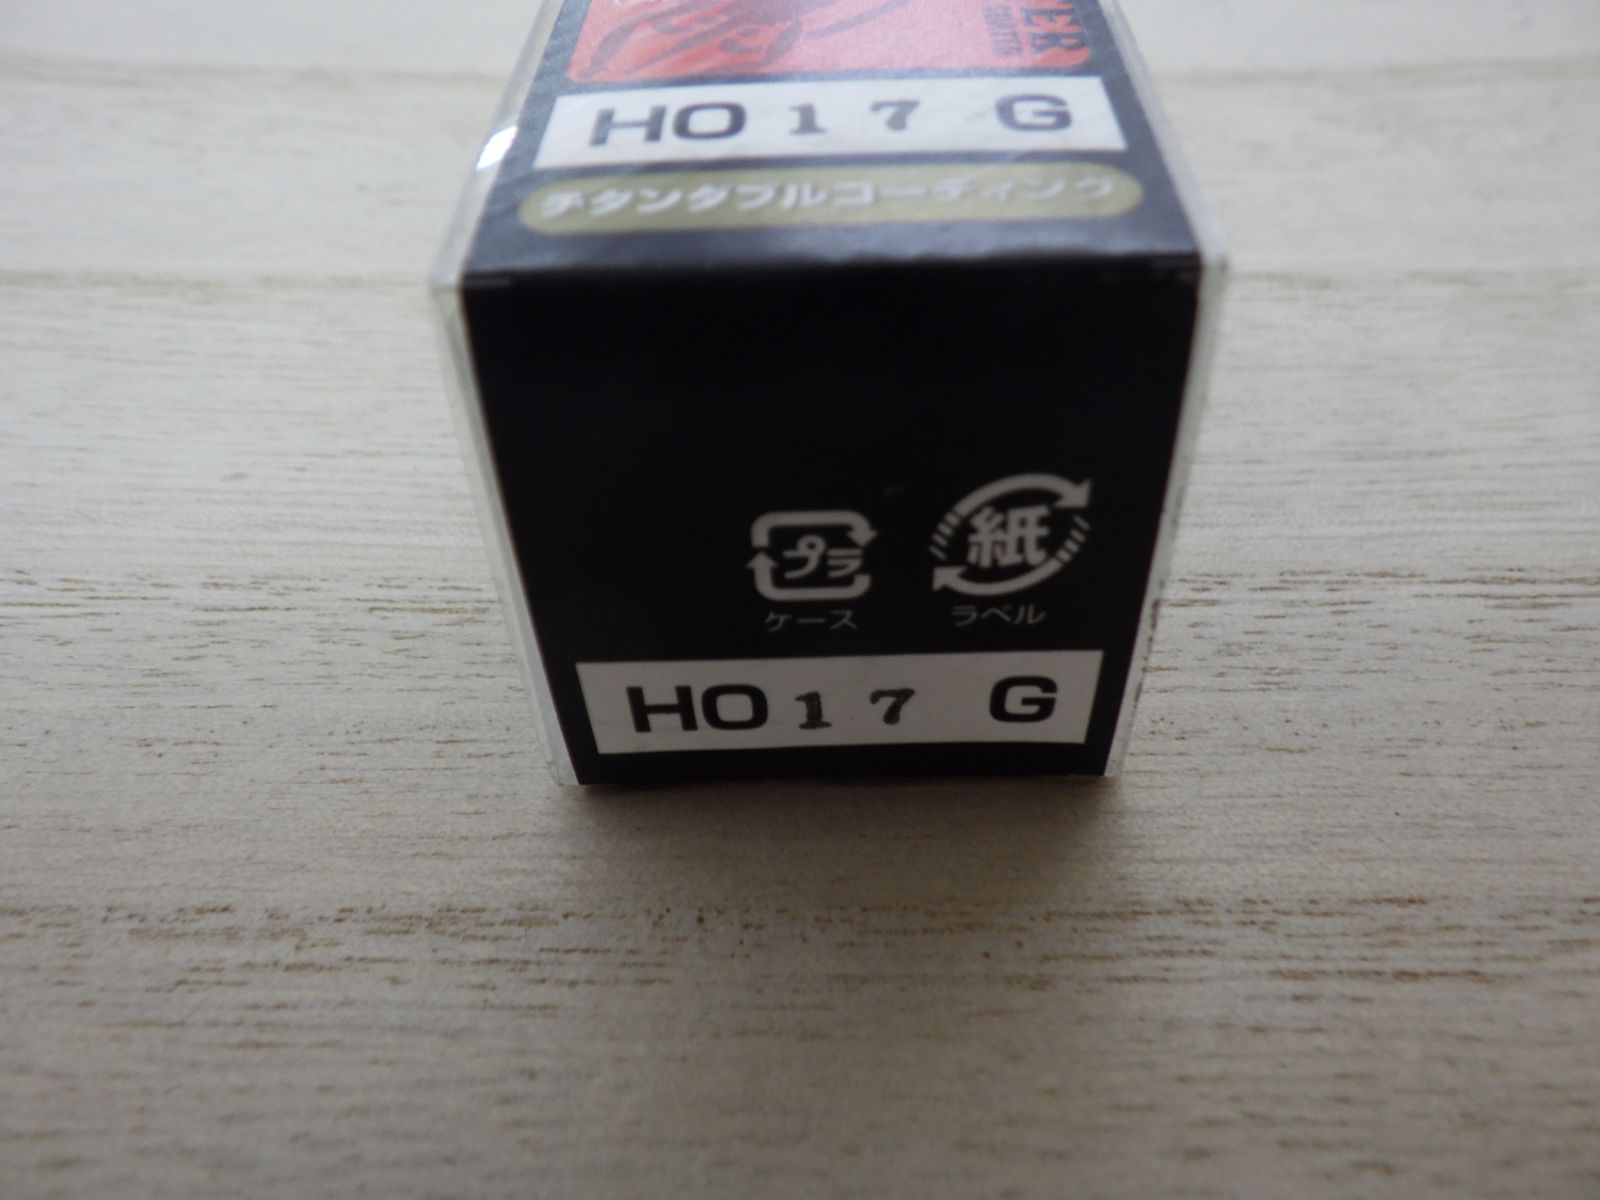 HO 1 7 G
チタンダブルコーティング
プラ 紙
ケース ラベル
HO 1 7 G